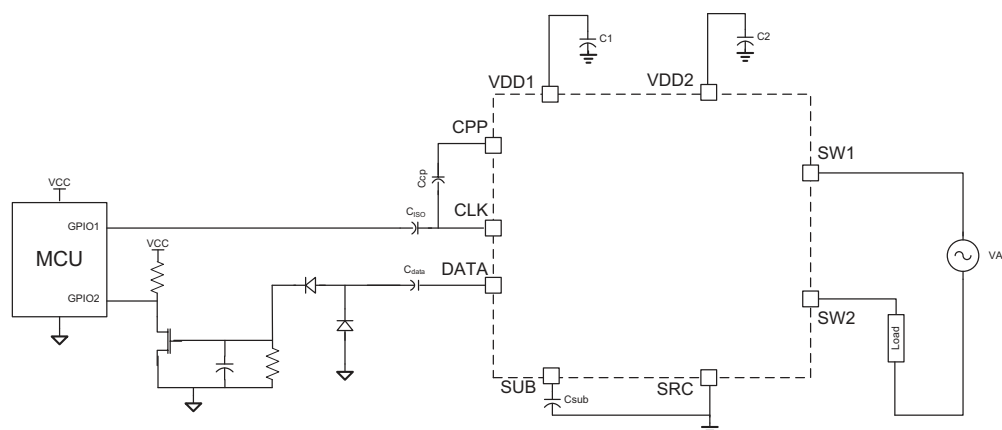 C1
C2
VDD1
VDD2
CPP
SW1
Ccp
VCC
CISO
CLK
GPIO1
MCU
VCC
VA
Cdata
DATA
GPIO2
SW2
Load
SUB
Csub
SRC